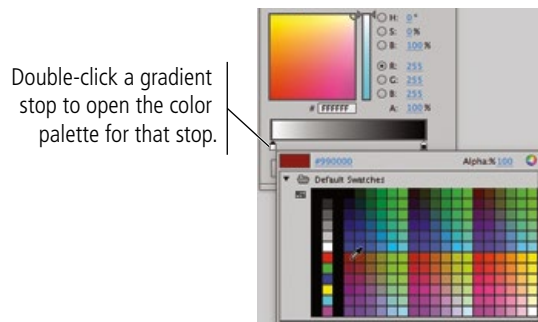 H: 0°
S: 0%
B: 100%
R: 255
G: 255
B: 255
# FFFFFF A: 100%
Double-click a gradient
stop to open the color
palette for that stop.
#990000 Alpha:% 100
Default Swatches